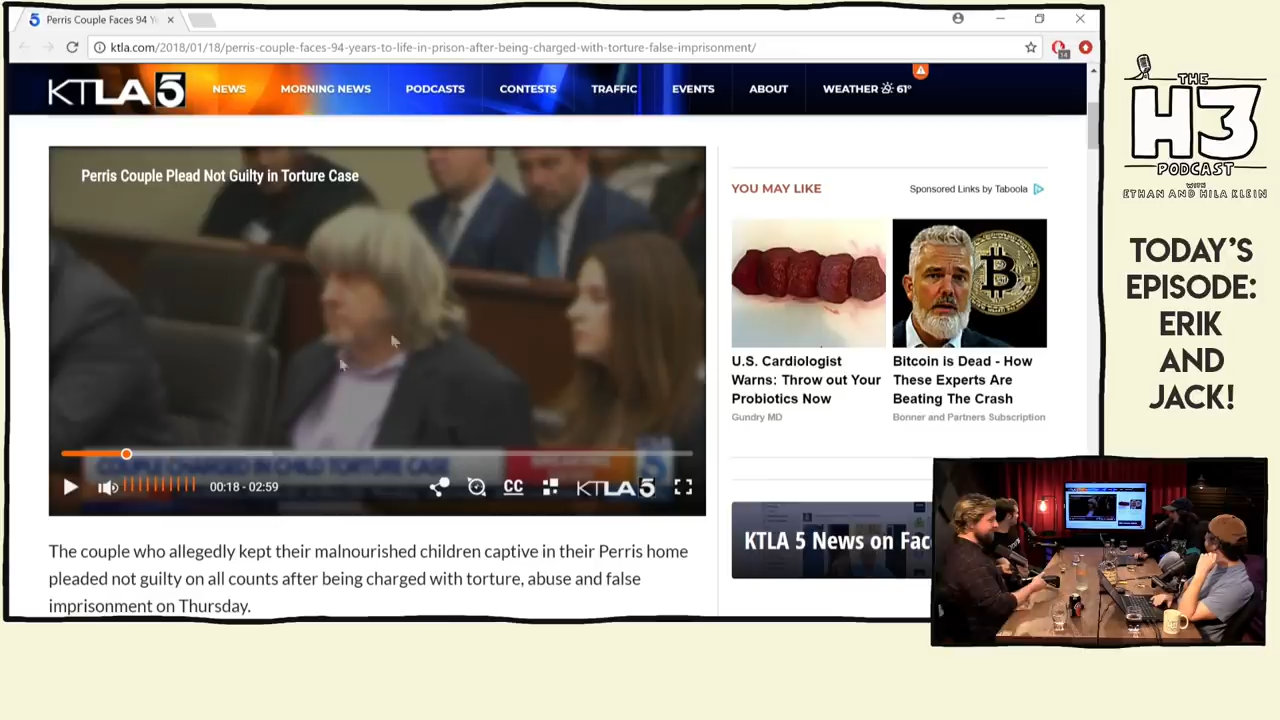 Perris Couple Faces 94 Y
ktla.com/2018/01/18/perris-couple-faces-94-years-to-life-in-prison-after-being-charged-with-torture-false-imprisonment/
KTLA 5
NEWS
MORNING NEWS
PODCASTS
CONTESTS
TRAFFIC
EVENTS
ABOUT
WEATHER 61°
Perris Couple Plead Not Guilty in Torture Case
COUPLE CHARGED IN CHILD TORTURE CASE
00:18 - 02:59
CC
KTLA 5
The couple who allegedly kept their malnourished children captive in their Perris home
pleaded not guilty on all counts after being charged with torture, abuse and false
imprisonment on Thursday.
YOU MAY LIKE
Sponsored Links by Taboola
U.S. Cardiologist
Warns: Throw out Your
Probiotics Now
Gundry MD
Bitcoin is Dead - How
These Experts Are
Beating The Crash
Bonner and Partners Subscription
KTLA 5 News on Fac
THE
H3
PODCAST
WITH
ETHAN AND HILA KLEIN
TODAY'S
EPISODE:
ERIK
AND
JACK!